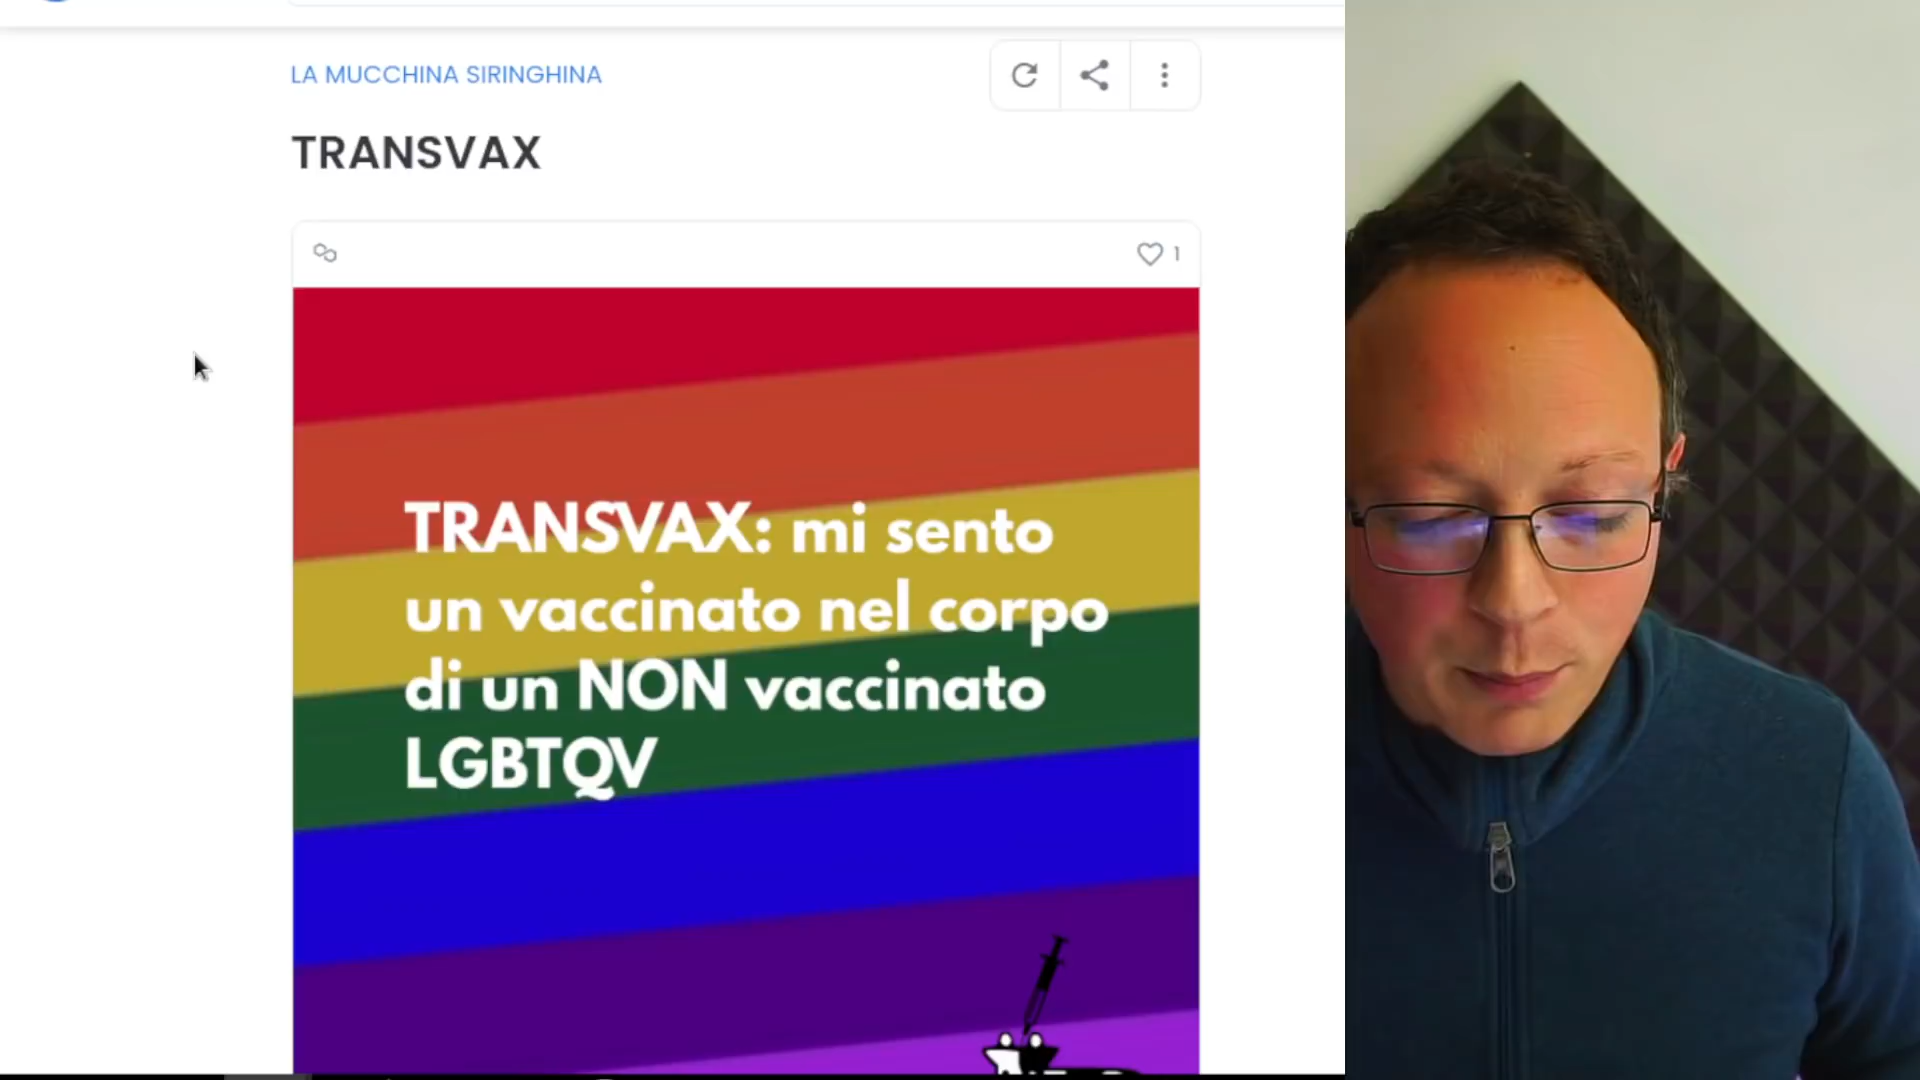 LA MUCCHINA SIRINGHINA
TRANSVAX
1
TRANSVAX: mi sento
un vaccinato nel corpo
di un NON vaccinato
LGBTQV